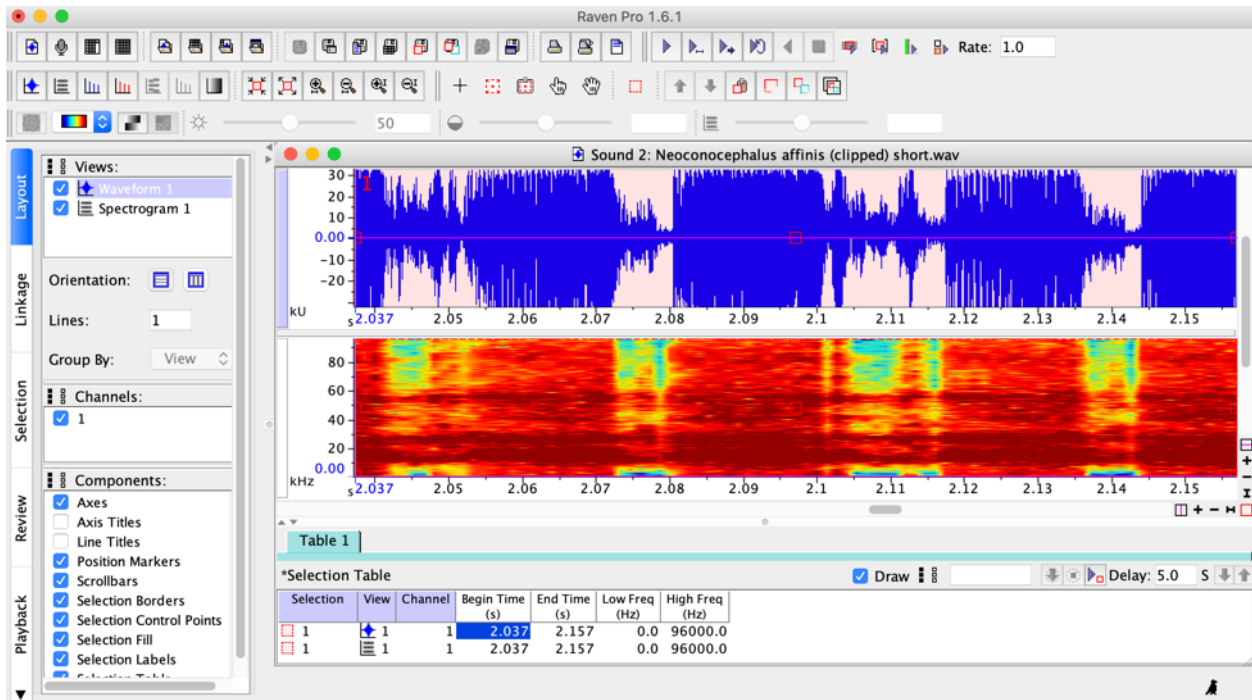 Raven Pro 1.6.1
Rate: 1.0
50
Layout
Linkage
Selection
Review
Playback
Views:
Waveform 1
Spectrogram 1
Orientation:
Lines: 1
Group By: View
Channels:
1
Components:
Axes
Axis Titles
Line Titles
Position Markers
Scrollbars
Selection Borders
Selection Control Points
Selection Fill
Selection Labels
Selection Table
Sound 2: Neoconocephalus affinis (clipped) short.wav
1
30
20
10
0.00
-10
-20
kU
s 2.037 2.05 2.06 2.07 2.08 2.09 2.1 2.11 2.12 2.13 2.14 2.15
80
60
40
20
0.00
kHz
s 2.037 2.05 2.06 2.07 2.08 2.09 2.1 2.11 2.12 2.13 2.14 2.15
Table 1
*Selection Table Draw Delay: 5.0 S
Selection View Channel Begin Time (s) End Time (s) Low Freq (Hz) High Freq (Hz)
1 1 1 2.037 2.157 0.0 96000.0
1 1 1 2.037 2.157 0.0 96000.0